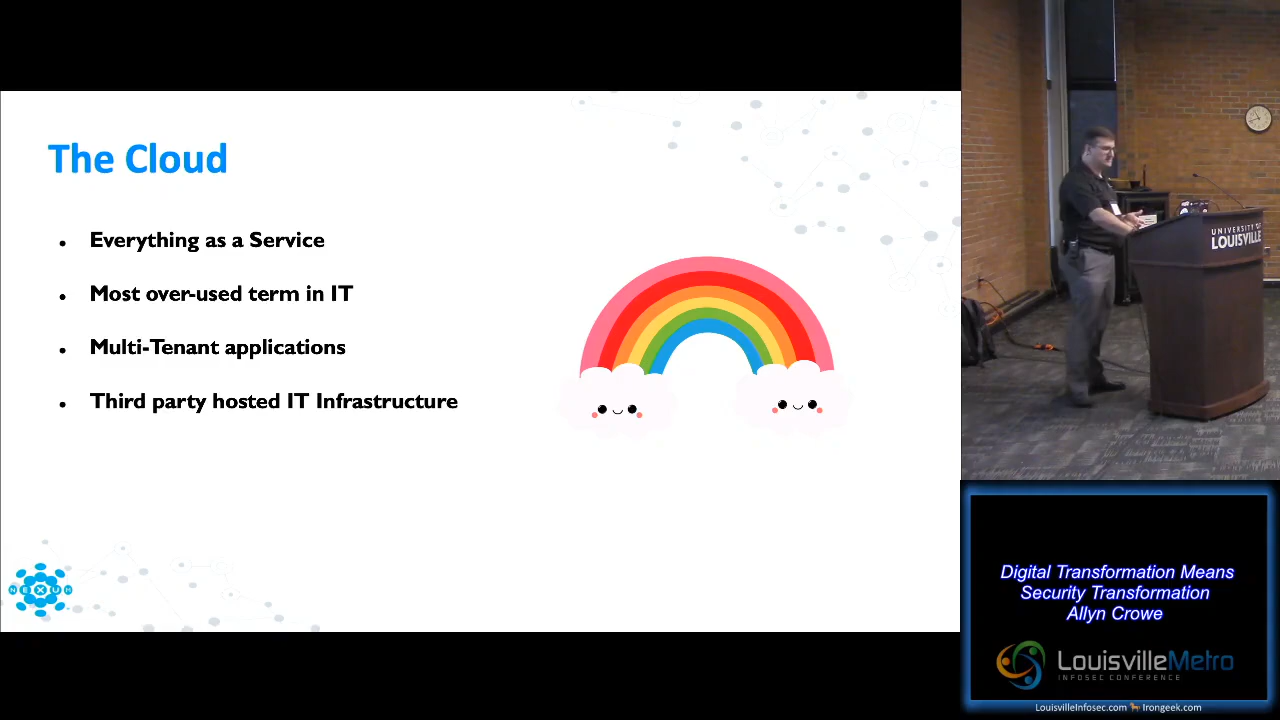 The Cloud
• Everything as a Service
• Most over-used term in IT
• Multi-Tenant applications
• Third party hosted IT Infrastructure
NEXUM
UNIVERSITY OF
LOUISVILLE
Digital Transformation Means
Security Transformation
Allyn Crowe
LouisvilleMetro
INFOSEC CONFERENCE
LouisvilleInfosec.com Irongeek.com